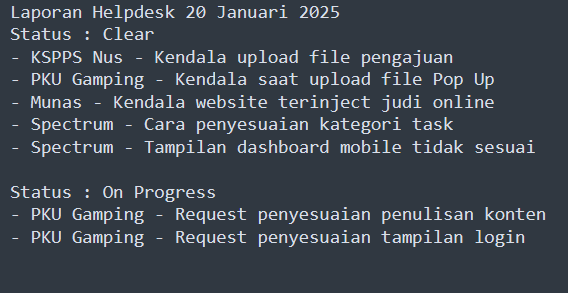 Laporan Helpdesk 20 Januari 2025
Status : Clear
- KSPPS Nus - Kendala upload file pengajuan
- PKU Gamping - Kendala saat upload file Pop Up
- Munas - Kendala website terinject judi online
- Spectrum - Cara penyesuaian kategori task
- Spectrum - Tampilan dashboard mobile tidak sesuai
Status : On Progress
- PKU Gamping - Request penyesuaian penulisan konten
- PKU Gamping - Request penyesuaian tampilan login